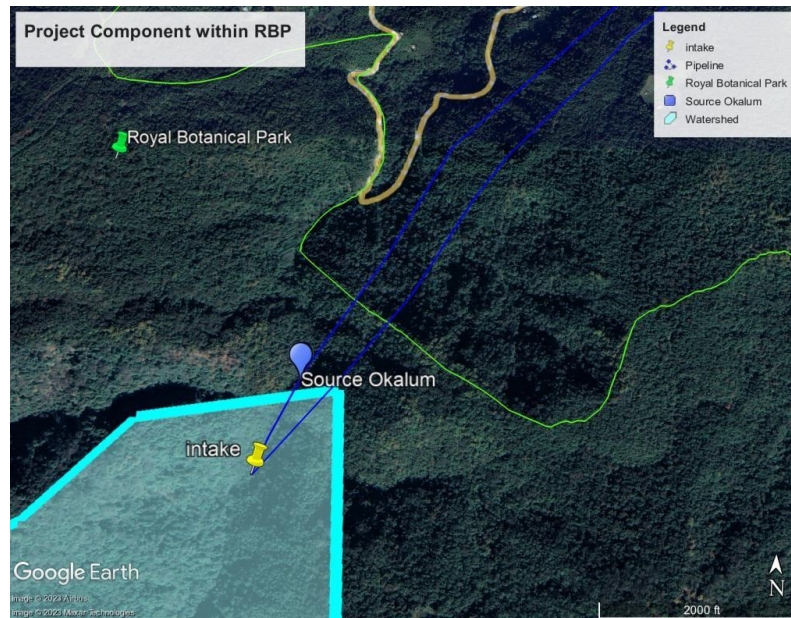 Project Component within RBP
Legend
intake
Pipeline
Royal Botanical Park
Source Okalum
Watershed
Royal Botanical Park
Source Okalum
intake
Google Earth
Image © 2023 Airbus
Image © 2023 Maxar Technologies
N
2000 ft